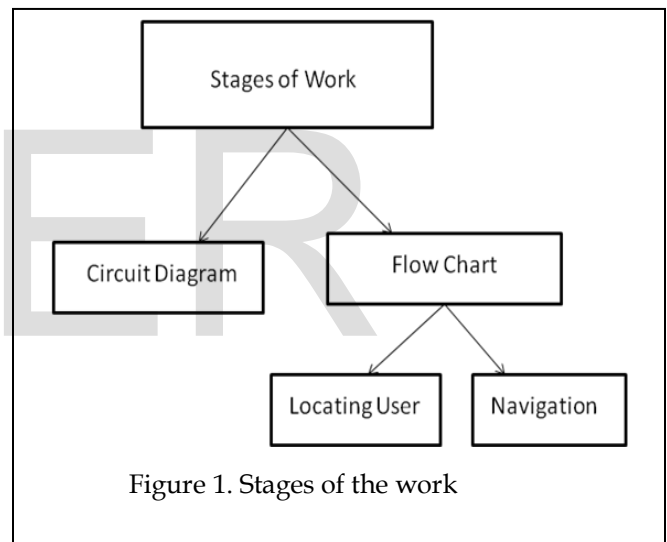 Stages of Work
Circuit Diagram
Flow Chart
Locating User
Navigation
Figure 1. Stages of the work
ER